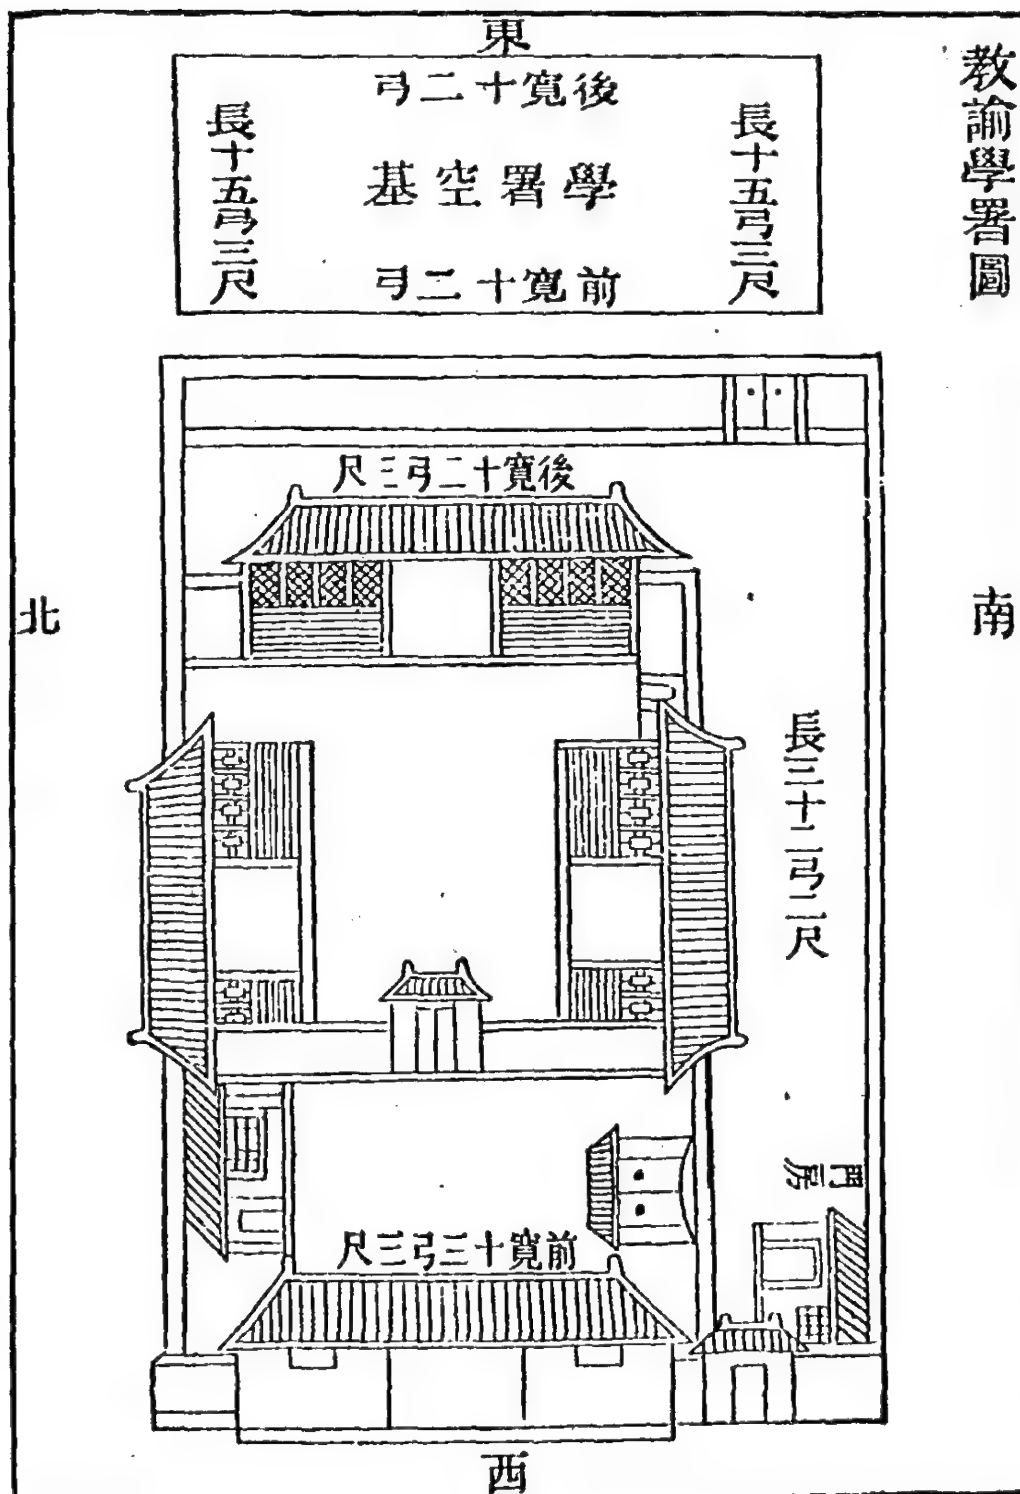 教諭學署圖
東
後寬十二弓
長十五弓三尺
學署空基
長十五弓三尺
前寬十二弓
後寬十二弓三尺
南
北
長三十二弓二尺
門房
前寬十三弓三尺
西